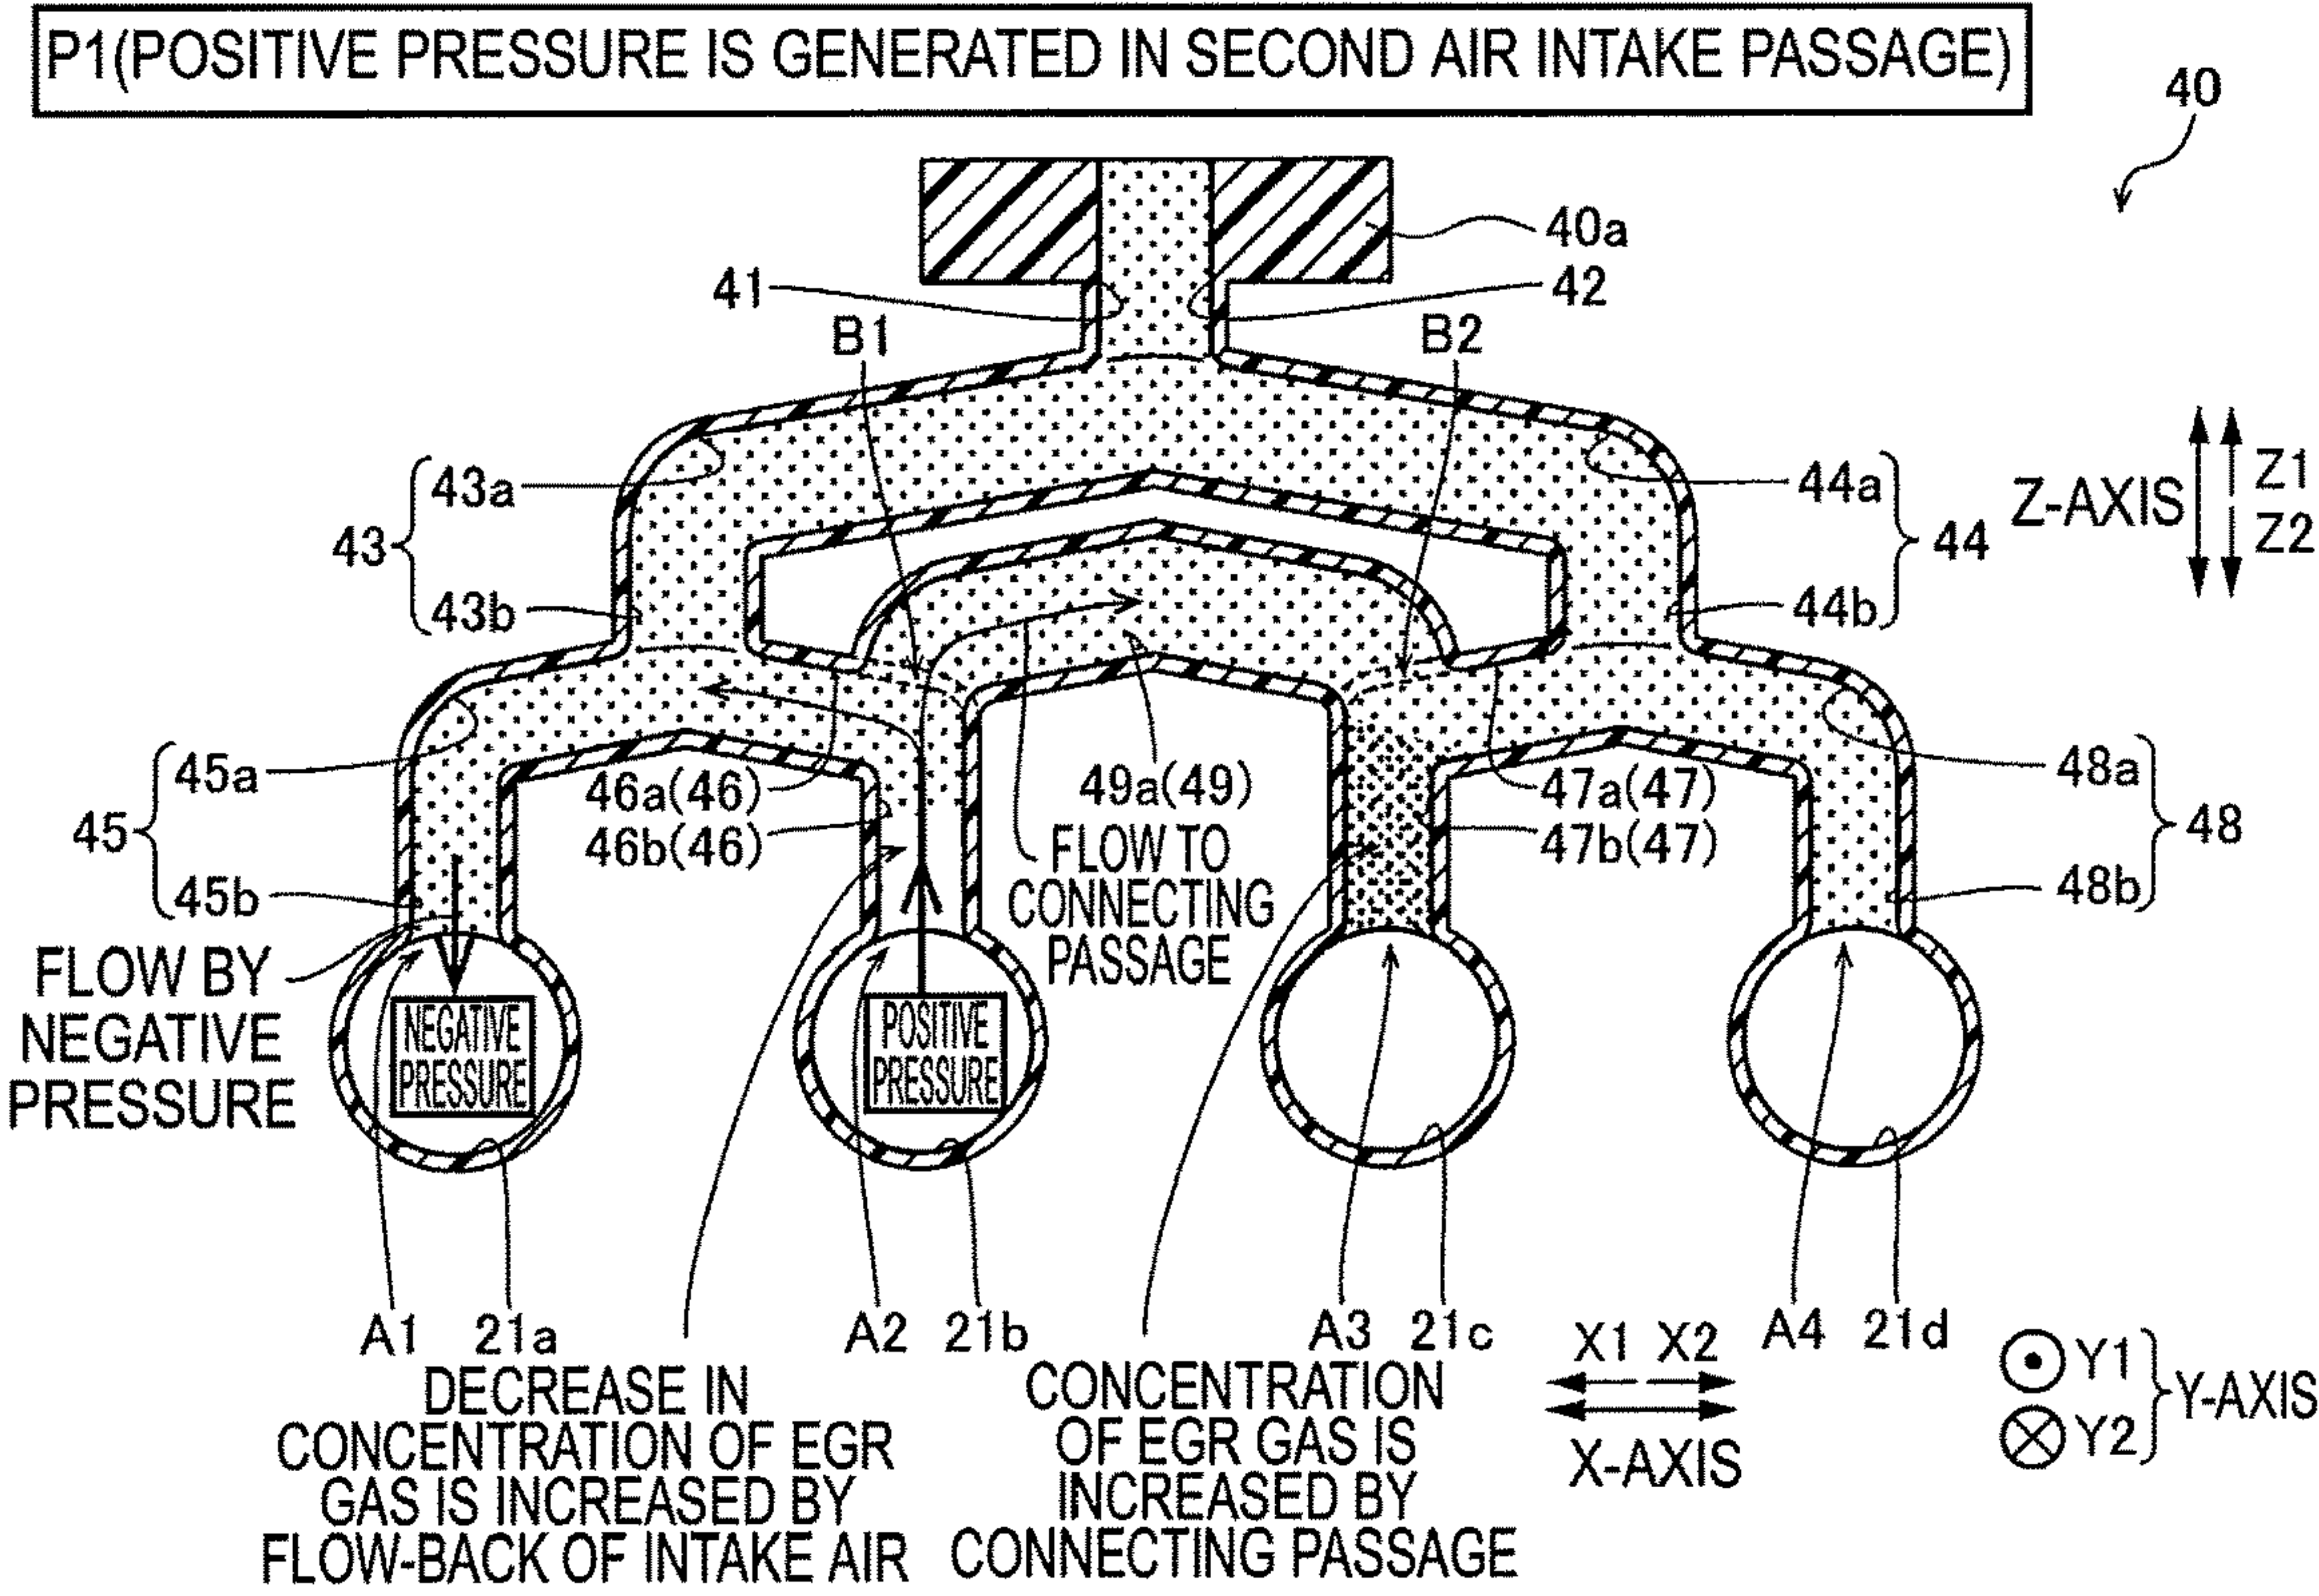 P1(POSITIVE PRESSURE IS GENERATED IN SECOND AIR INTAKE PASSAGE)
40
40a
41
42
B1
B2
43a
43
43b
44a
44
44b
Z-AXIS
Z1
Z2
45a
45
45b
46a(46)
46b(46)
49a(49)
FLOW TO
CONNECTING
PASSAGE
47a(47)
47b(47)
48a
48
48b
FLOW BY
NEGATIVE
PRESSURE
NEGATIVE
PRESSURE
POSITIVE
PRESSURE
A1
21a
A2
21b
A3
21c
A4
21d
DECREASE IN
CONCENTRATION OF EGR
GAS IS INCREASED BY
FLOW-BACK OF INTAKE AIR
CONCENTRATION
OF EGR GAS IS
INCREASED BY
CONNECTING PASSAGE
X1 X2
X-AXIS
Y1
Y2
Y-AXIS